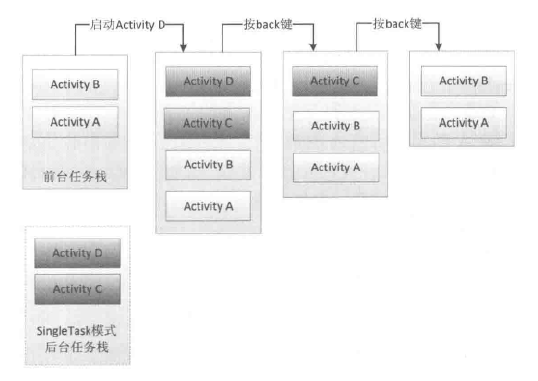 启动Activity D
按back键
按back键
Activity B
Activity A
前台任务栈
Activity D
Activity C
Activity B
Activity A
Activity C
Activity B
Activity A
Activity B
Activity A
Activity D
Activity C
SingleTask模式
后台任务栈